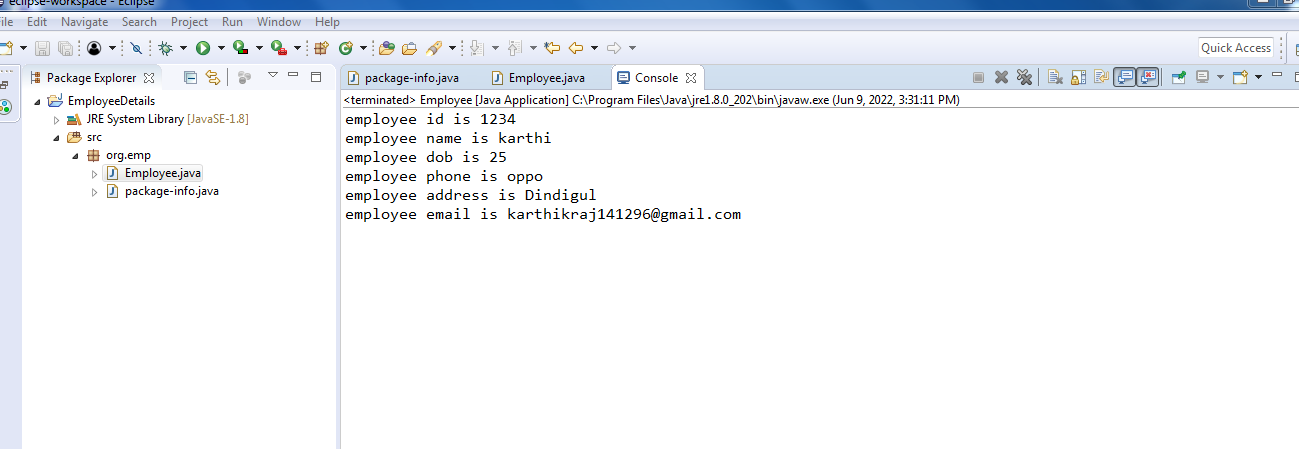 eclipse-workspace - Eclipse
File Edit Navigate Search Project Run Window Help
Quick Access
Package Explorer
package-info.java Employee.java Console
<terminated> Employee [Java Application] C:\Program Files\Java\jre1.8.0_202\bin\javaw.exe (Jun 9, 2022, 3:31:11 PM)
EmployeeDetails
JRE System Library [JavaSE-1.8]
src
org.emp
Employee.java
package-info.java
employee id is 1234
employee name is karthi
employee dob is 25
employee phone is oppo
employee address is Dindigul
employee email is karthikraj141296@gmail.com